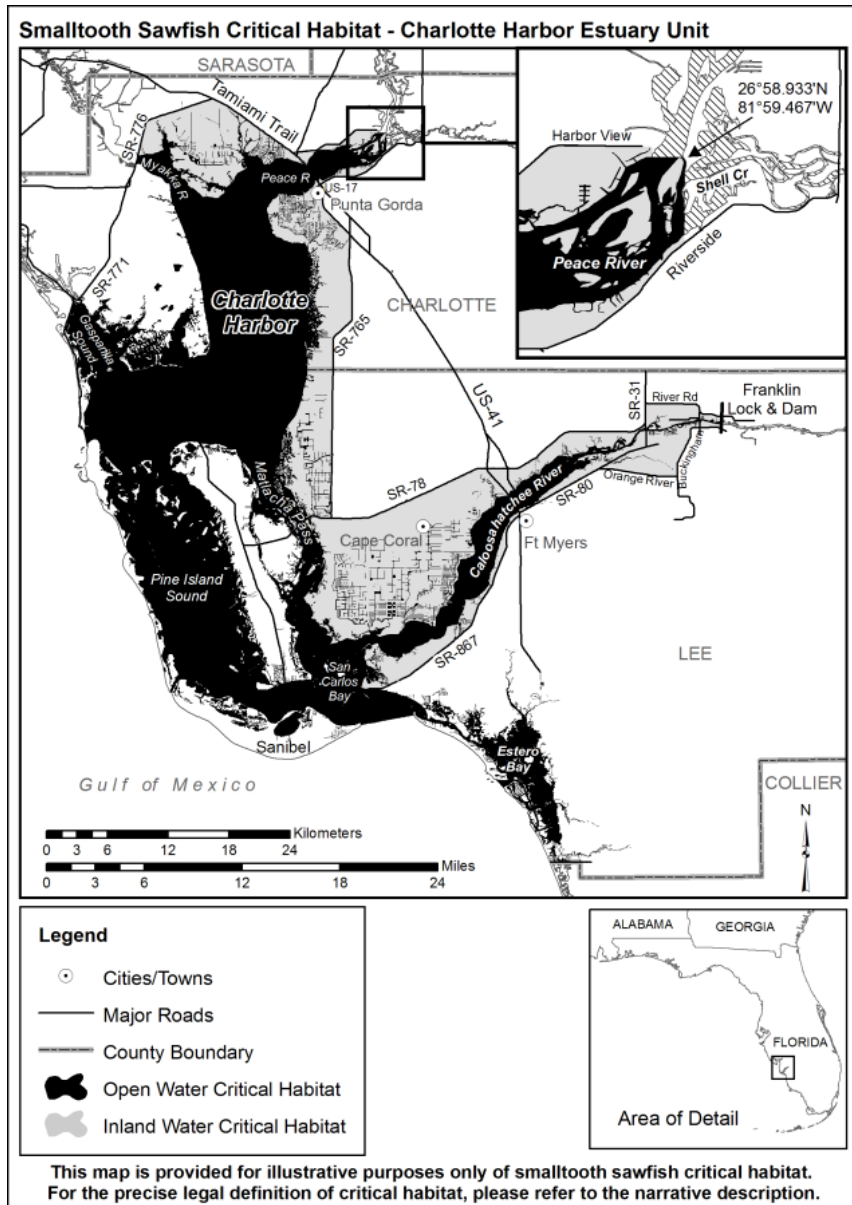 Smalltooth Sawfish Critical Habitat - Charlotte Harbor Estuary Unit
SARASOTA
Tamiami Trail
SR-776
Myakka R
Peace R
US-17
Punta Gorda
SR-771
Gasparilla
Sound
Charlotte
Harbor
CHARLOTTE
SR-765
US-41
26°58.933'N
81°59.467'W
Harbor View
Shell Cr
Peace River
Riverside
SR-31
River Rd
Franklin
Lock & Dam
Buckingham
Orange River
SR-80
SR-78
Matlacha Pass
Caloosahatchee River
Cape Coral
Ft Myers
Pine Island
Sound
SR-867
LEE
San
Carlos
Bay
Sanibel
Estero
Bay
Gulf of Mexico
COLLIER
N
Kilometers
0 3 6 12 18 24
Miles
0 3 6 12 18 24
Legend
Cities/Towns
Major Roads
County Boundary
Open Water Critical Habitat
Inland Water Critical Habitat
ALABAMA
GEORGIA
FLORIDA
Area of Detail
This map is provided for illustrative purposes only of smalltooth sawfish critical habitat.
For the precise legal definition of critical habitat, please refer to the narrative description.